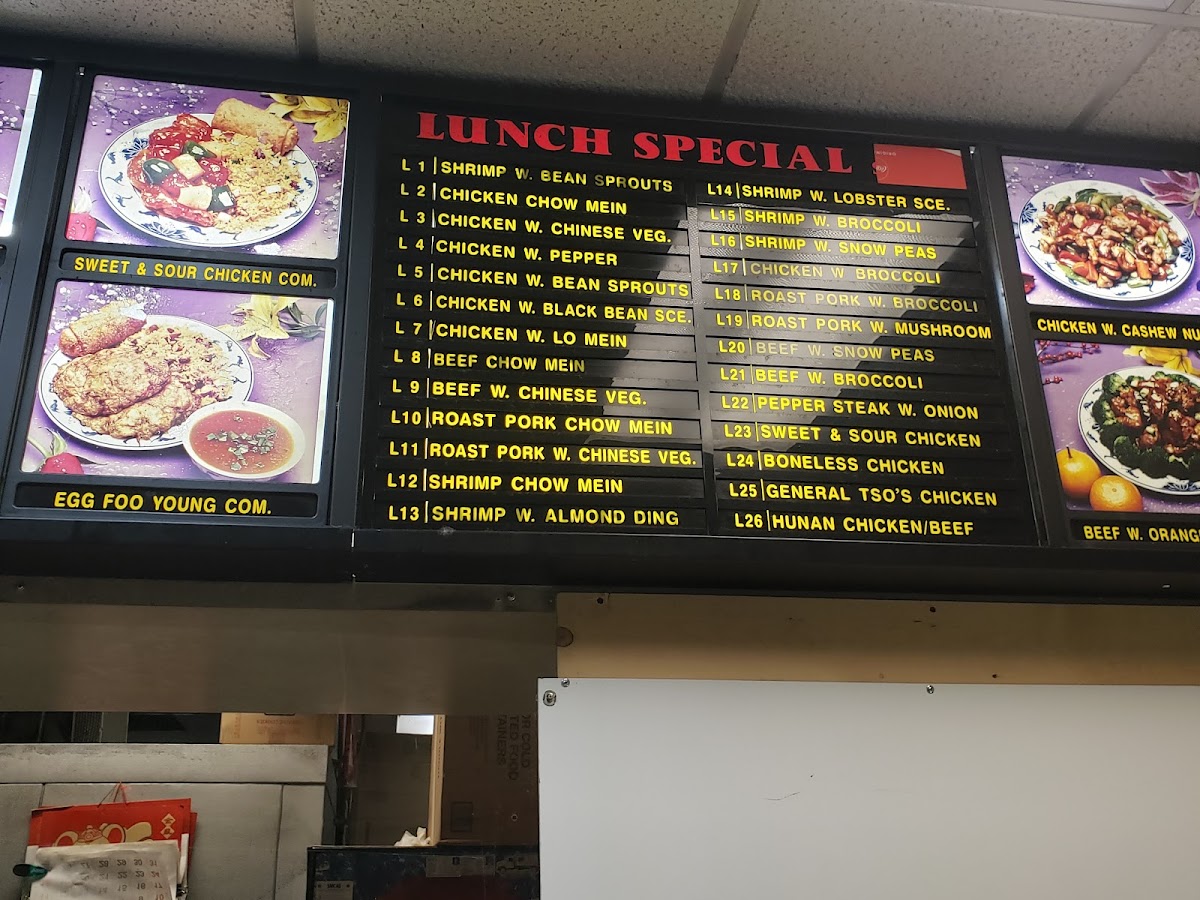 LUNCH SPECIAL
L 1 SHRIMP W. BEAN SPROUTS
L 2 CHICKEN CHOW MEIN
L 3 CHICKEN W. CHINESE VEG.
L 4 CHICKEN W. PEPPER
L 5 CHICKEN W. BEAN SPROUTS
L 6 CHICKEN W. BLACK BEAN SCE.
L 7 CHICKEN W. LO MEIN
L 8 BEEF CHOW MEIN
L 9 BEEF W. CHINESE VEG.
L10 ROAST PORK CHOW MEIN
L11 ROAST PORK W. CHINESE VEG.
L12 SHRIMP CHOW MEIN
L13 SHRIMP W. ALMOND DING
L14 SHRIMP W. LOBSTER SCE.
L15 SHRIMP W. BROCCOLI
L16 SHRIMP W. SNOW PEAS
L17 CHICKEN W BROCCOLI
L18 ROAST PORK W. BROCCOLI
L19 ROAST PORK W. MUSHROOM
L20 BEEF W. SNOW PEAS
L21 BEEF W. BROCCOLI
L22 PEPPER STEAK W. ONION
L23 SWEET & SOUR CHICKEN
L24 BONELESS CHICKEN
L25 GENERAL TSO'S CHICKEN
L26 HUNAN CHICKEN/BEEF
SWEET & SOUR CHICKEN COM.
EGG FOO YOUNG COM.
CHICKEN W. CASHEW NU
BEEF W. ORANG